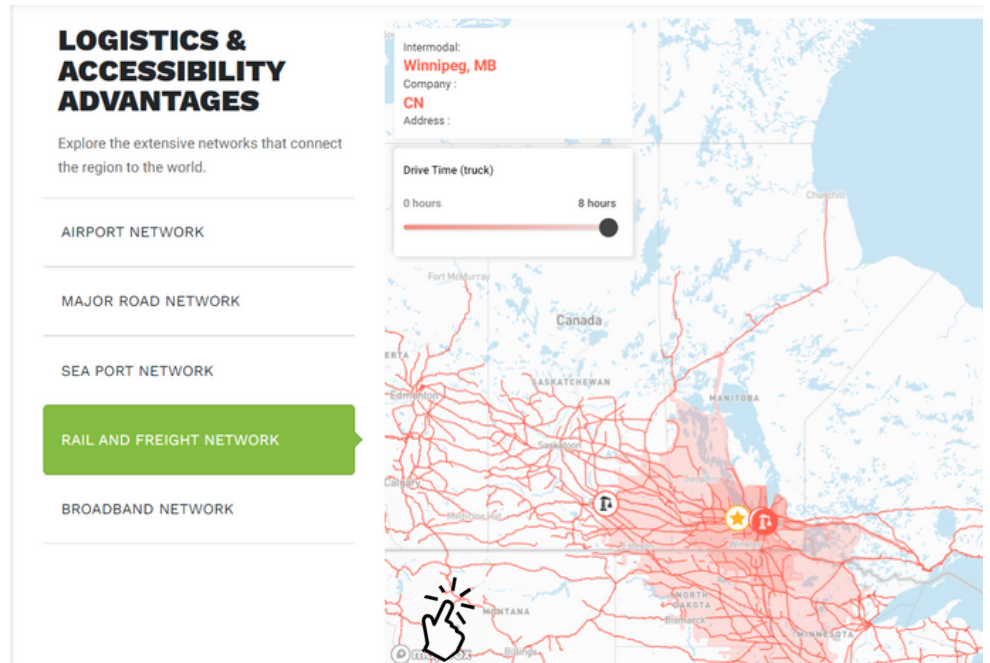 LOGISTICS &
ACCESSIBILITY
ADVANTAGES
Explore the extensive networks that connect
the region to the world.
AIRPORT NETWORK
MAJOR ROAD NETWORK
SEA PORT NETWORK
RAIL AND FREIGHT NETWORK
BROADBAND NETWORK
Intermodal:
Winnipeg, MB
Company :
CN
Address :
Drive Time (truck)
0 hours
8 hours
Churchill
Fort McMurray
Canada
ERTA
SASKATCHEWAN
Edmonton
MANITOBA
Saskatoon
Dauphin
Calgary
Medicine Hat
Winnipeg
MONTANA
NORTH
DAKOTA
Bismarck
MINNESOTA
Billings